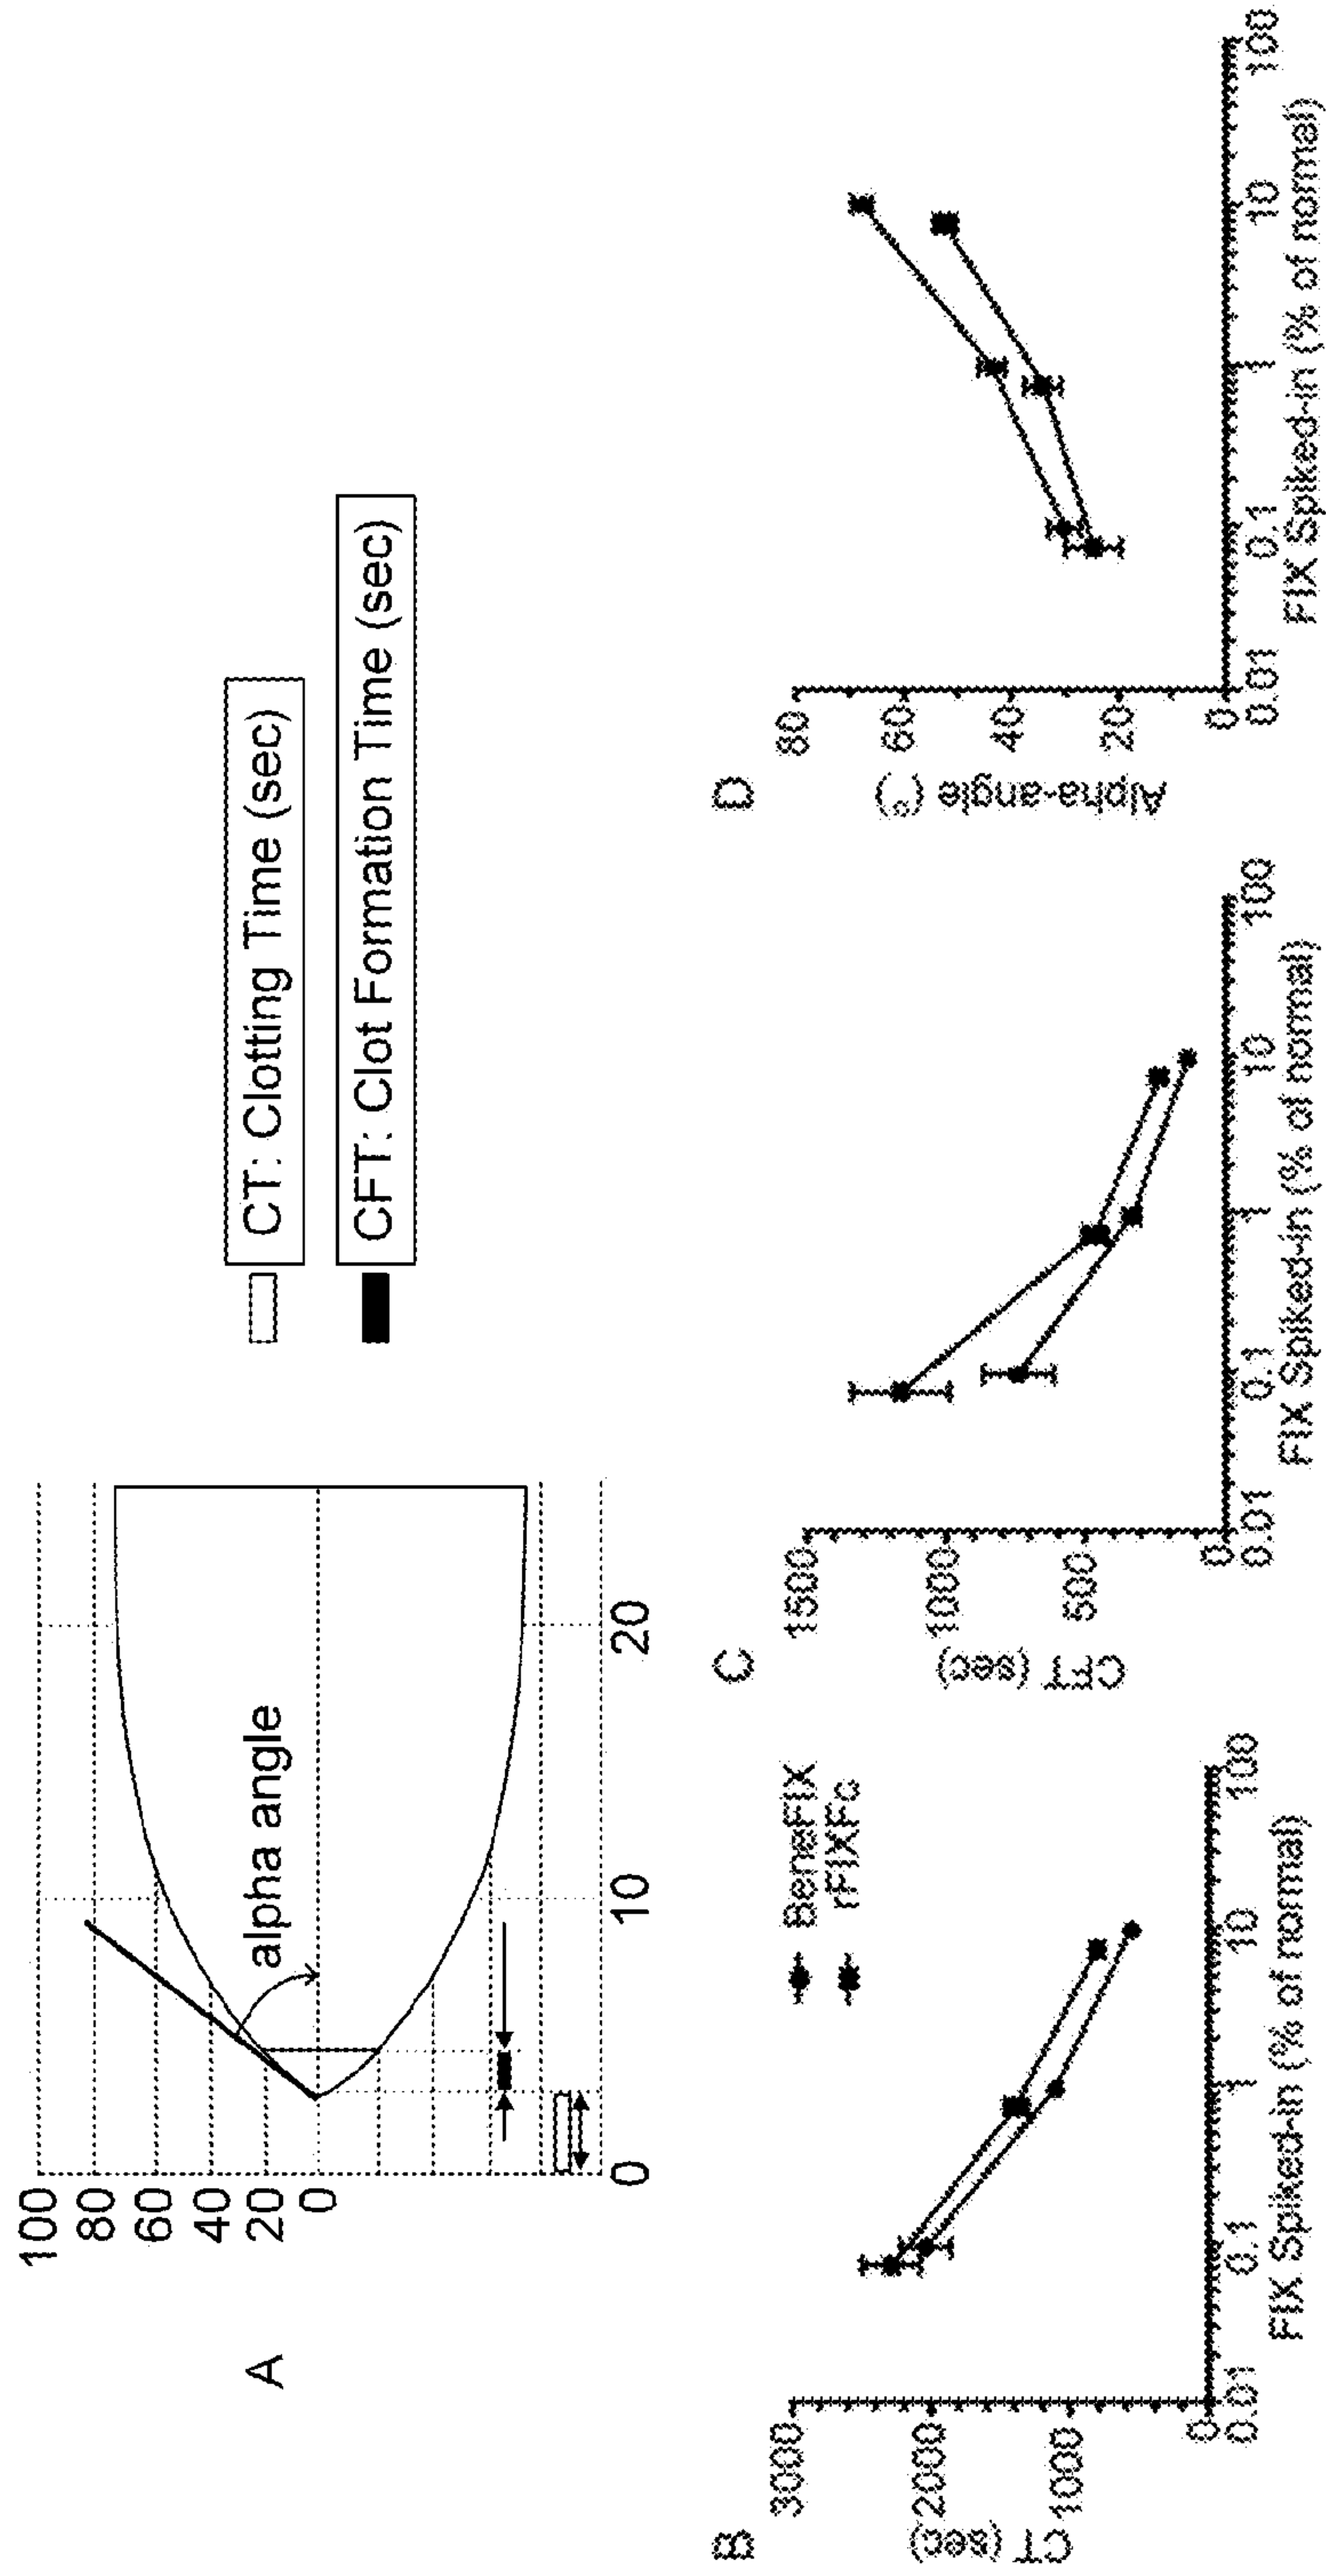 A
100
80
60
40
20
0
alpha angle
0
10
20
CT: Clotting Time (sec)
CFT: Clot Formation Time (sec)
B
CT (sec)
3000
2000
1000
0
0.01
0.1
1
10
100
FIX Spiked-in (% of normal)
BeneFIX
rFIXFc
C
CFT (sec)
1500
1000
500
0
0.01
0.1
1
10
100
FIX Spiked-in (% of normal)
D
Alpha-angle (°)
80
60
40
20
0
0.01
0.1
1
10
100
FIX Spiked-in (% of normal)